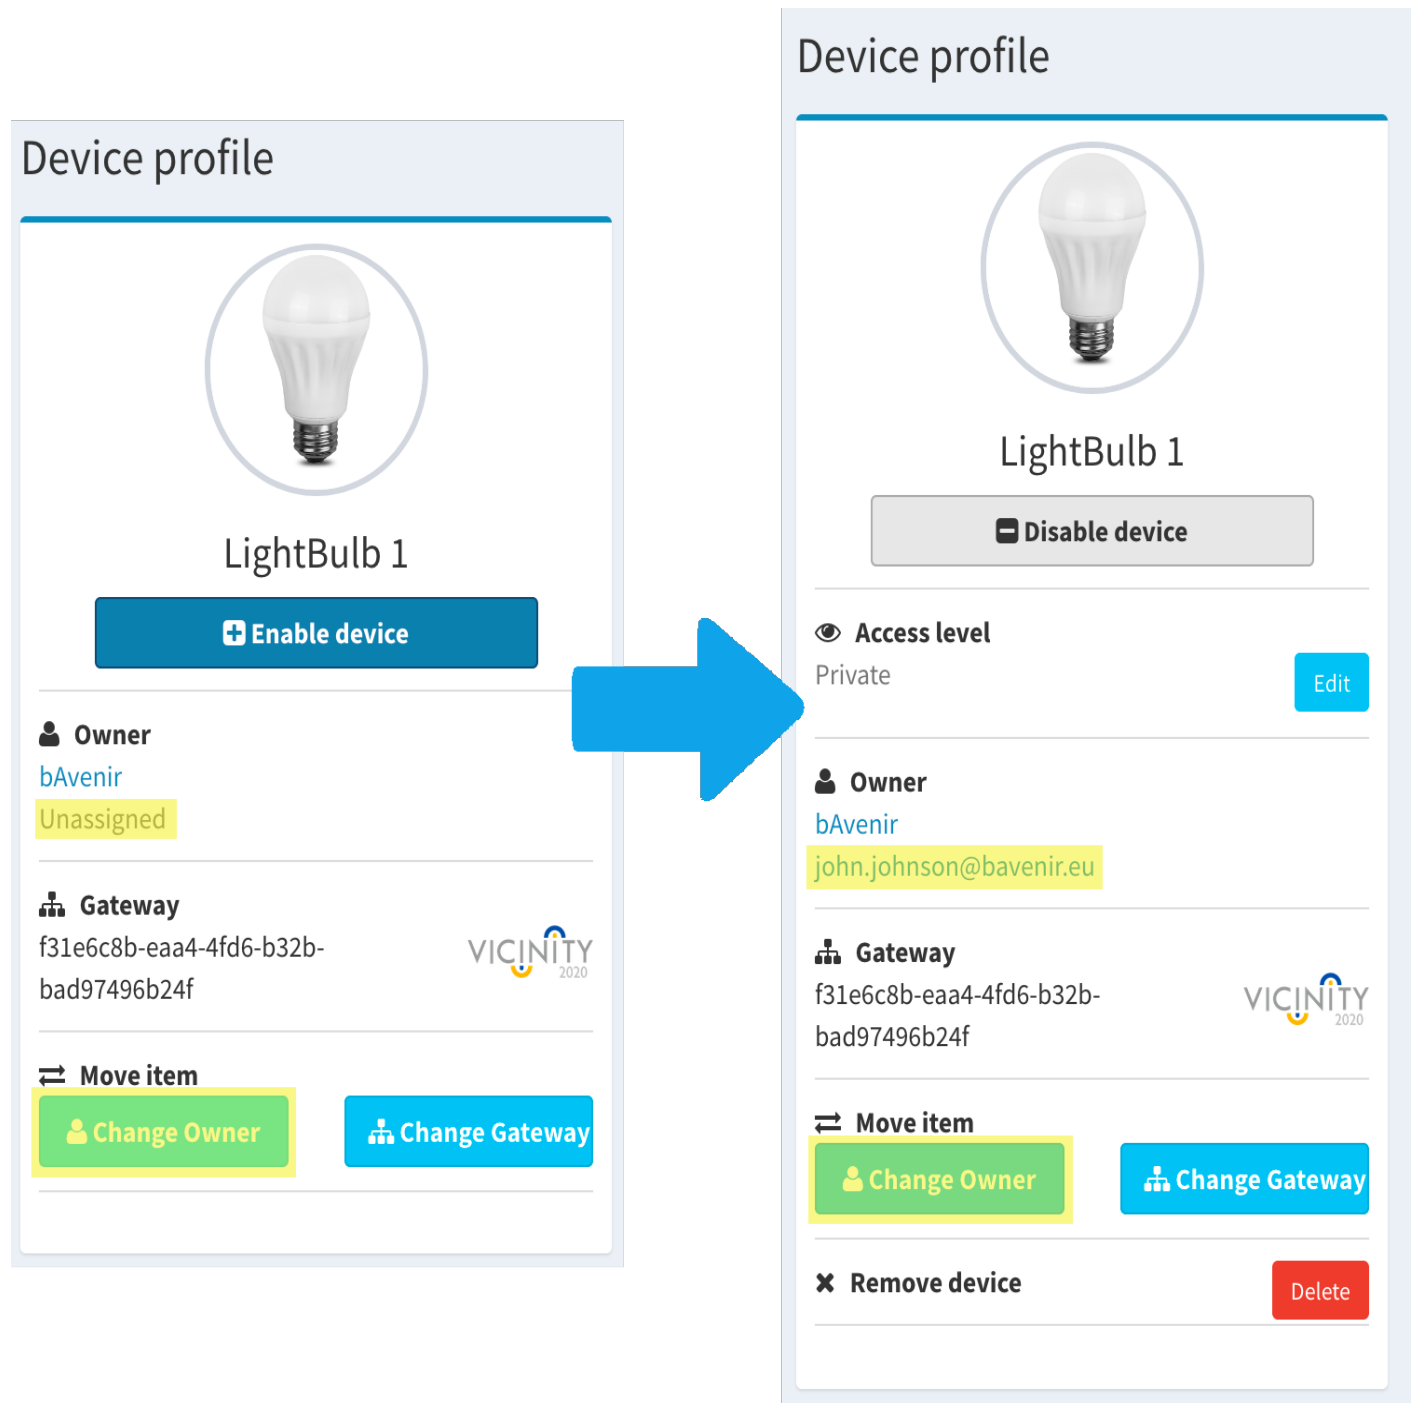 Device profile
LightBulb 1
Enable device
Owner
bAvenir
Unassigned
Gateway
f31e6c8b-eaa4-4fd6-b32b-
bad97496b24f
VICINITY
2020
Move item
Change Owner
Change Gateway
Device profile
LightBulb 1
Disable device
Access level
Private
Edit
Owner
bAvenir
john.johnson@bavenir.eu
Gateway
f31e6c8b-eaa4-4fd6-b32b-
bad97496b24f
VICINITY
2020
Move item
Change Owner
Change Gateway
Remove device
Delete